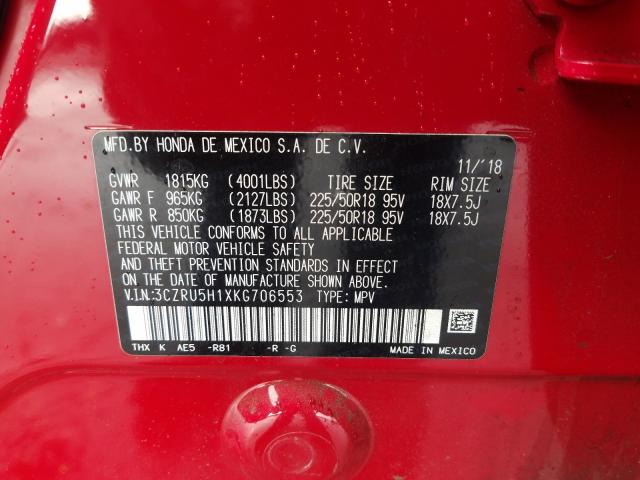 MFD.BY HONDA DE MEXICO S.A. DE C.V.
11/'18
GVWR 1815KG (4001LBS) TIRE SIZE RIM SIZE
GAWR F 965KG (2127LBS) 225/50R18 95V 18X7.5J
GAWR R 850KG (1873LBS) 225/50R18 95V 18X7.5J
THIS VEHICLE CONFORMS TO ALL APPLICABLE
FEDERAL MOTOR VEHICLE SAFETY
AND THEFT PREVENTION STANDARDS IN EFFECT
ON THE DATE OF MANUFACTURE SHOWN ABOVE.
V.I.N:3CZRU5H1XKG706553 TYPE: MPV
THX K AE5 -R81 -R -G MADE IN MEXICO